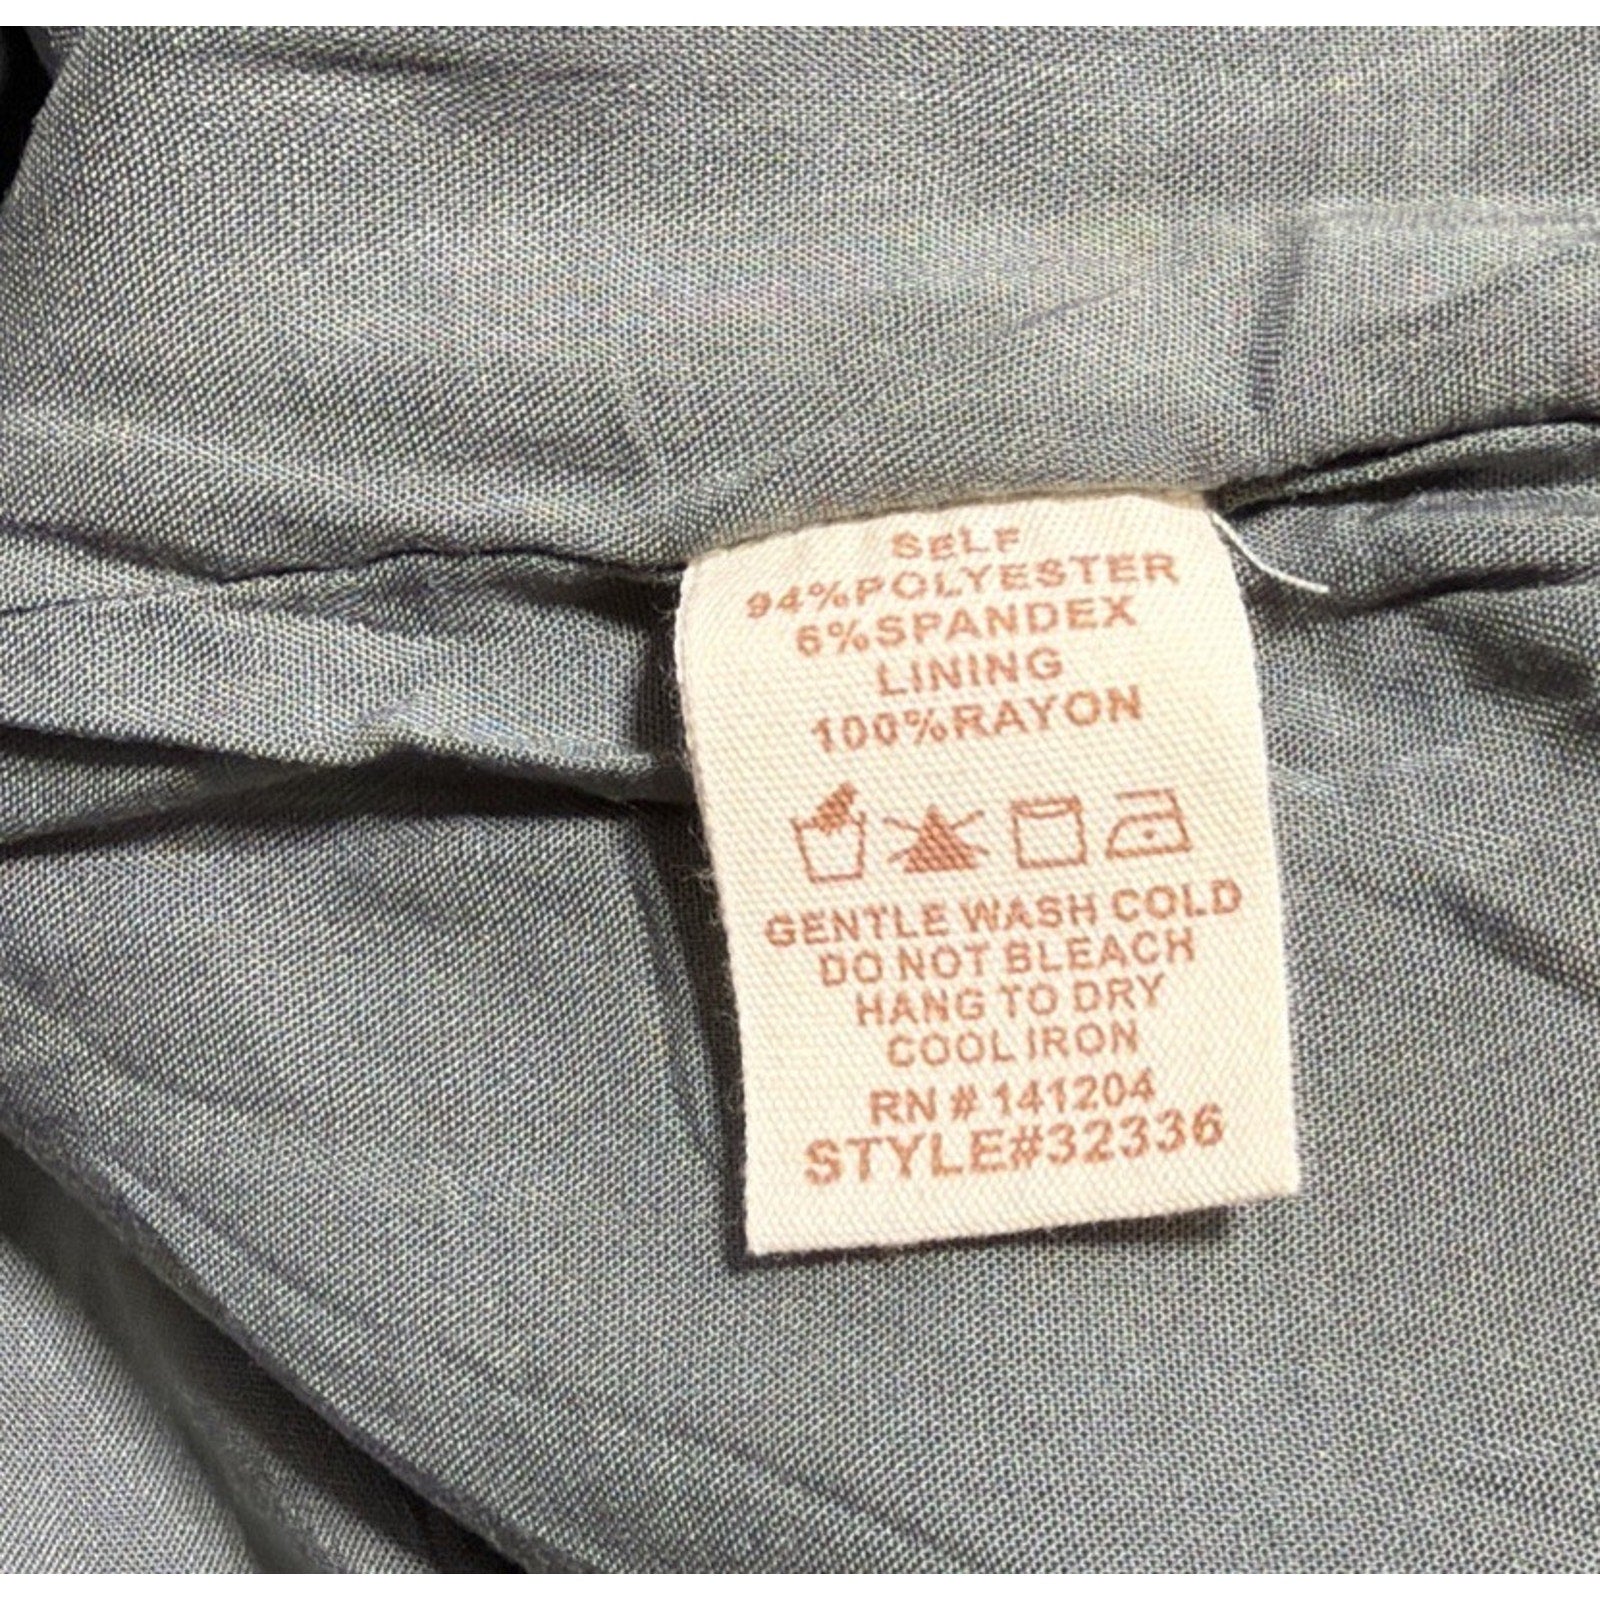 SELF
94%POLYESTER
6%SPANDEX
LINING
100%RAYON
GENTLE WASH COLD
DO NOT BLEACH
HANG TO DRY
COOL IRON
RN # 141204
STYLE#32336